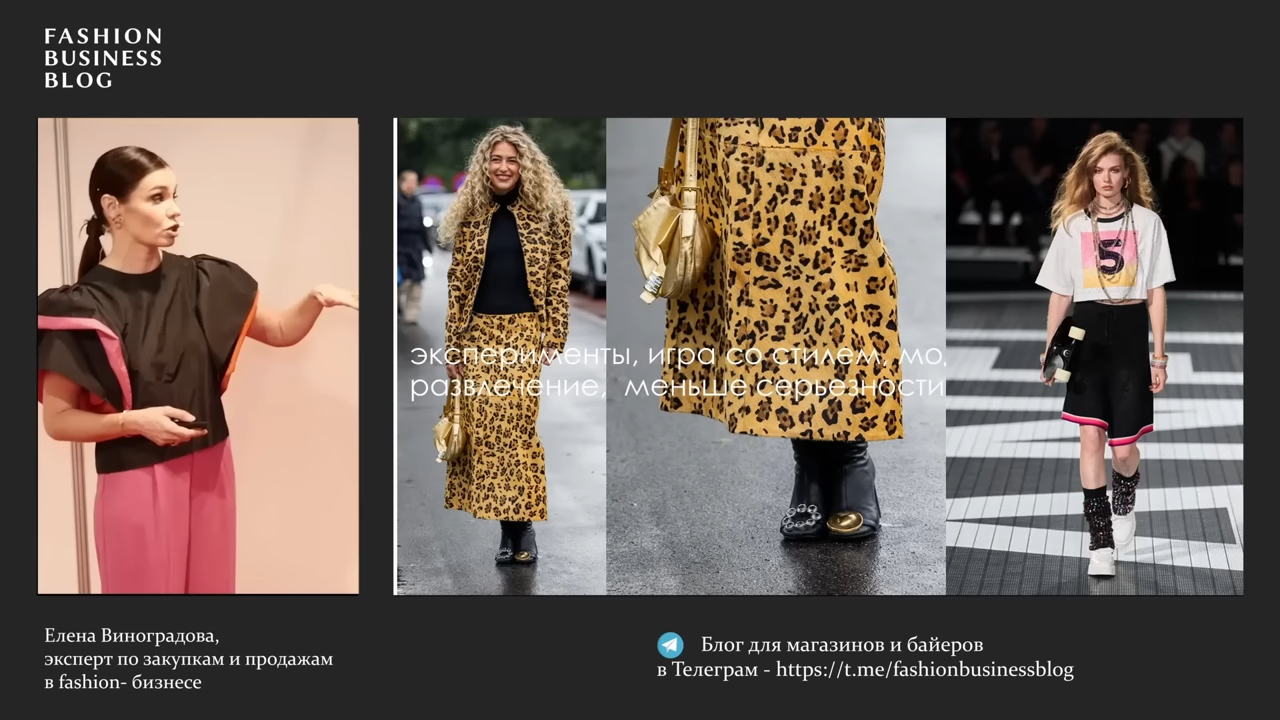 FASHION
BUSINESS
BLOG
5
эксперименты, игра со стилем,
развлечение, меньше серьезности
Елена Виноградова,
эксперт по закупкам и продажам
в fashion- бизнесе
Блог для магазинов и байеров
в Телеграм - https://t.me/fashionbusinessblog